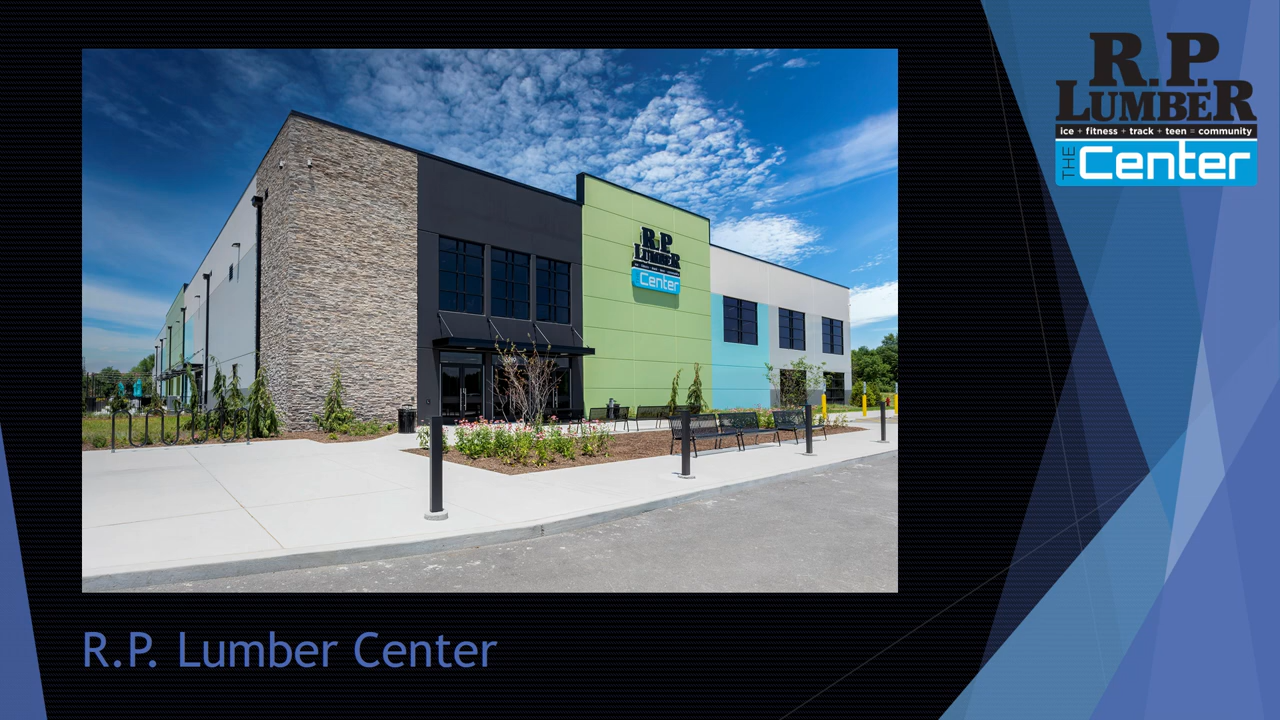 R.P.
LUMBER
ice + fitness + track + teen = community
THE Center
R.P.
LUMBER
Center
R.P. Lumber Center